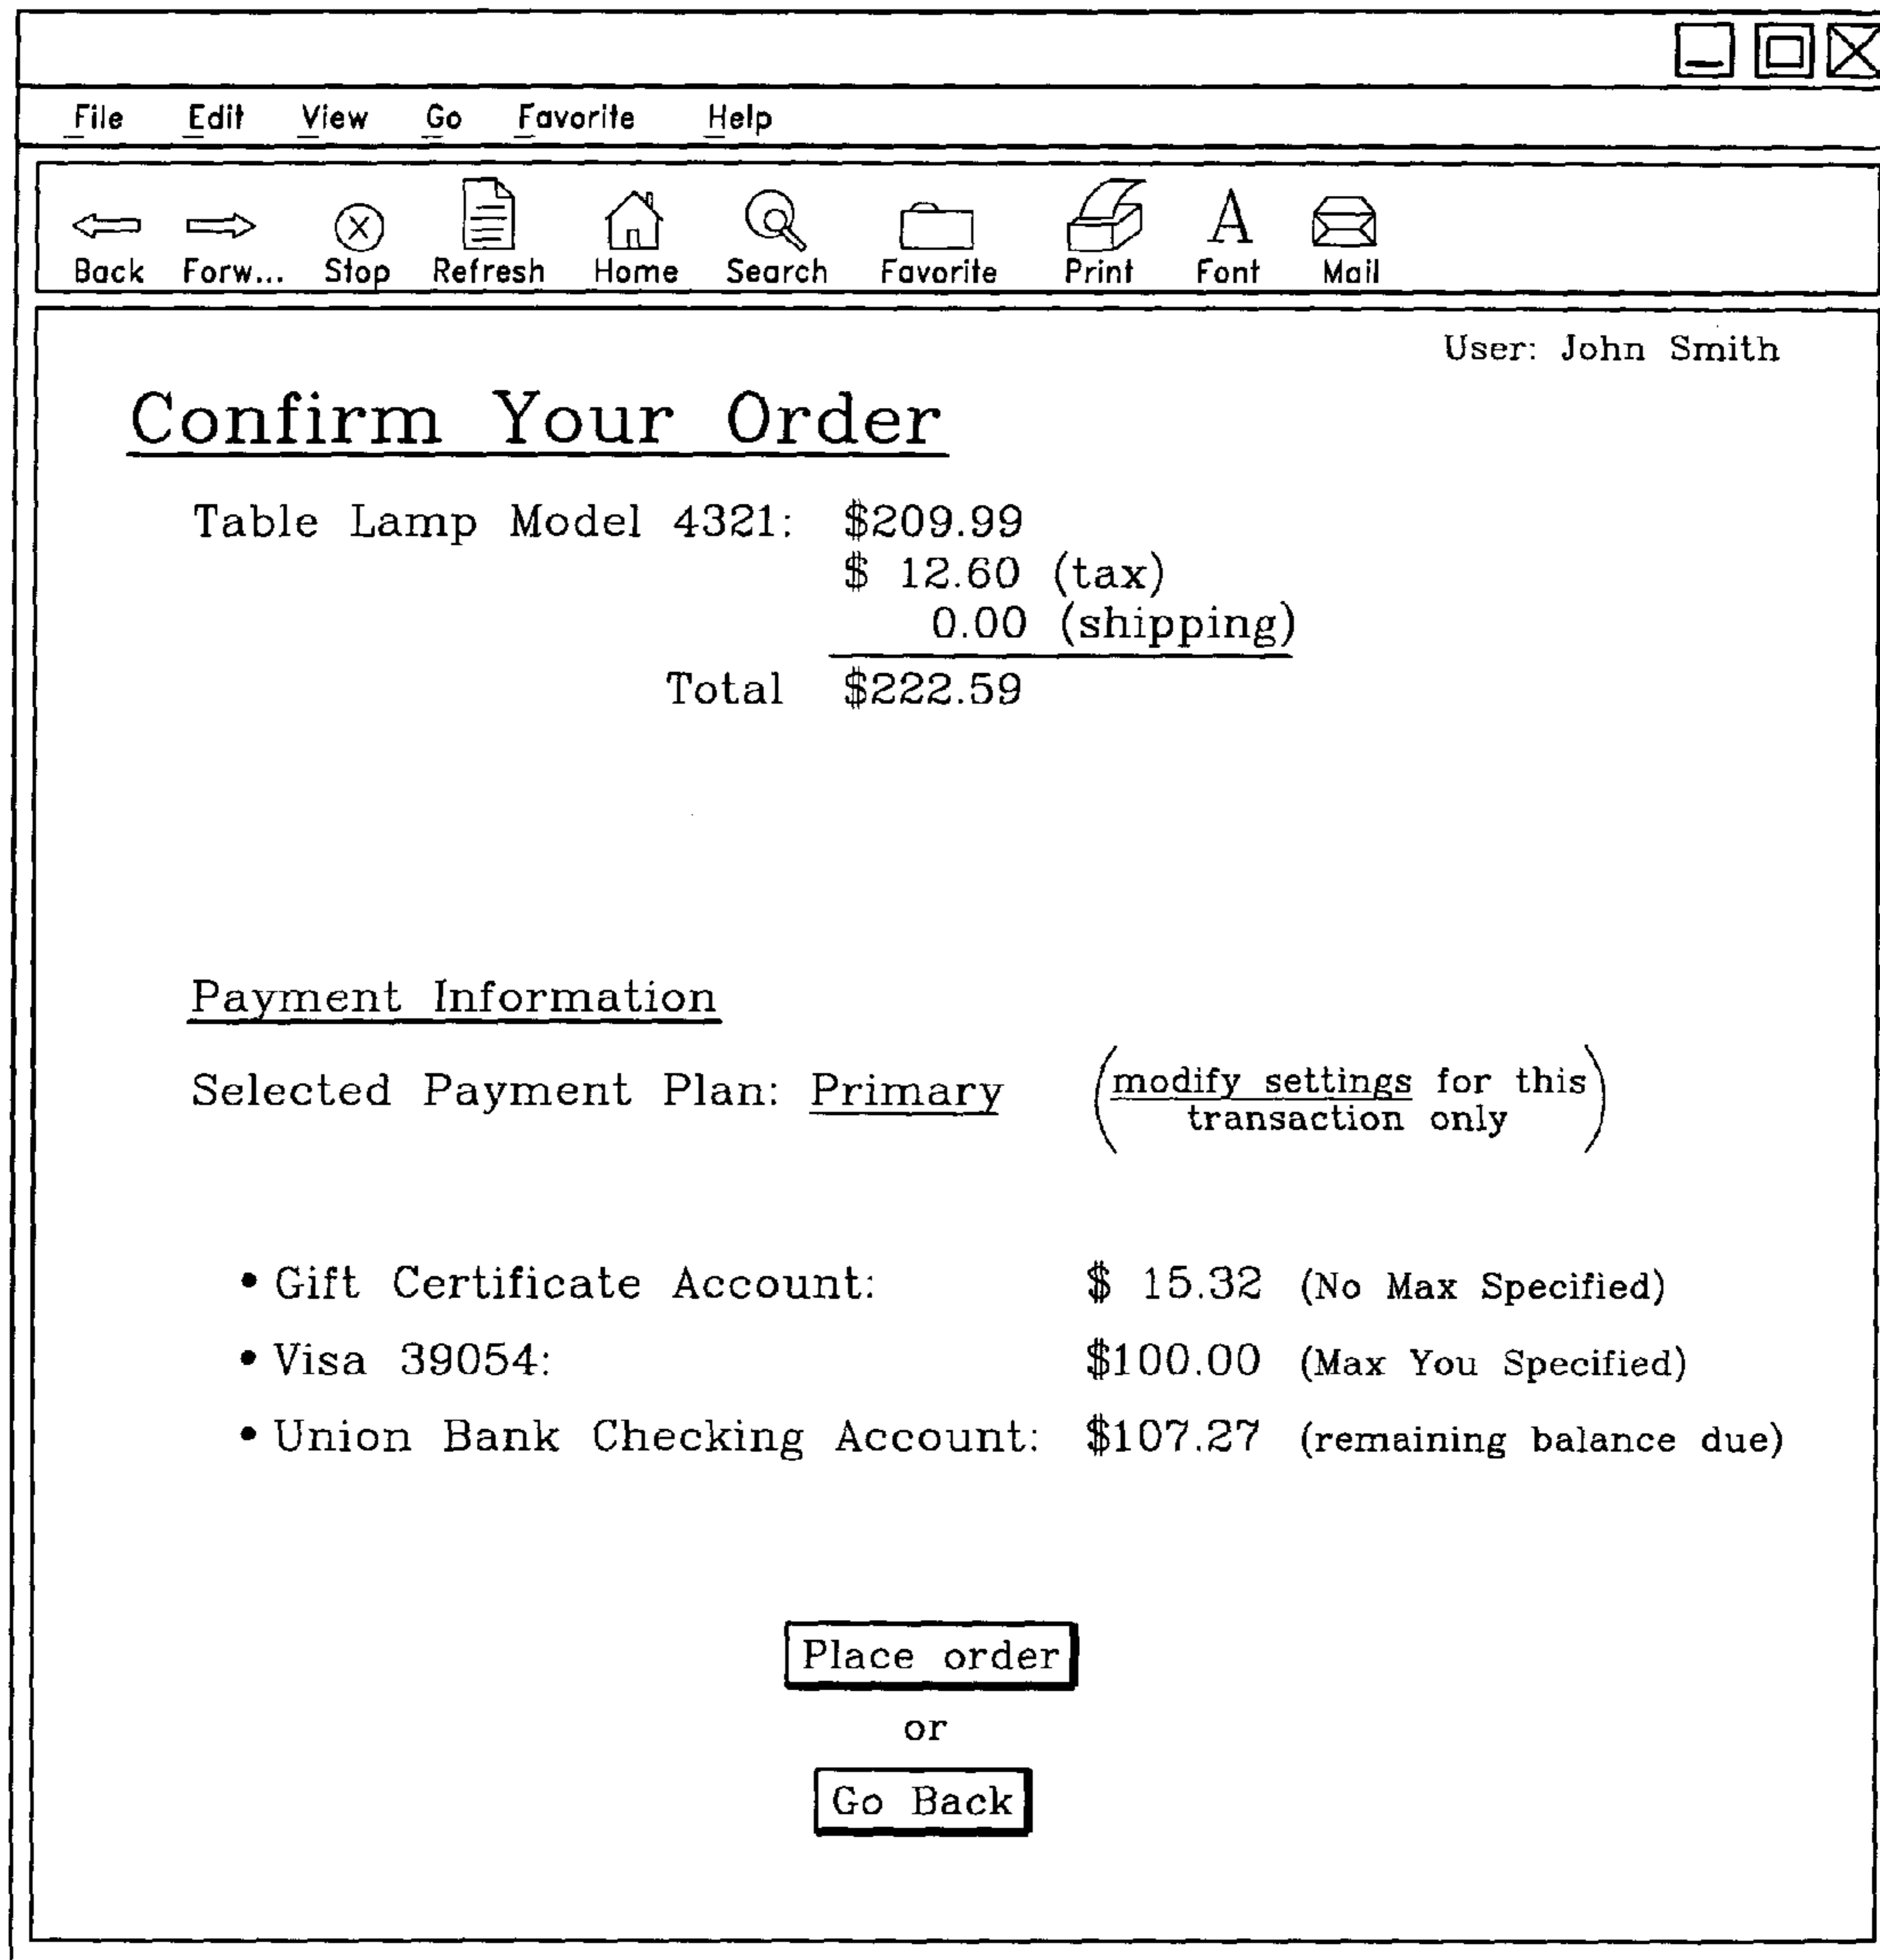 File Edit View Go Favorite Help
Back Forw... Stop Refresh Home Search Favorite Print Font Mail
User: John Smith
Confirm Your Order
Table Lamp Model 4321: $209.99
$ 12.60 (tax)
0.00 (shipping)
Total $222.59
Payment Information
Selected Payment Plan: Primary (modify settings for this
transaction only)
• Gift Certificate Account: $ 15.32 (No Max Specified)
• Visa 39054: $100.00 (Max You Specified)
• Union Bank Checking Account: $107.27 (remaining balance due)
Place order
or
Go Back